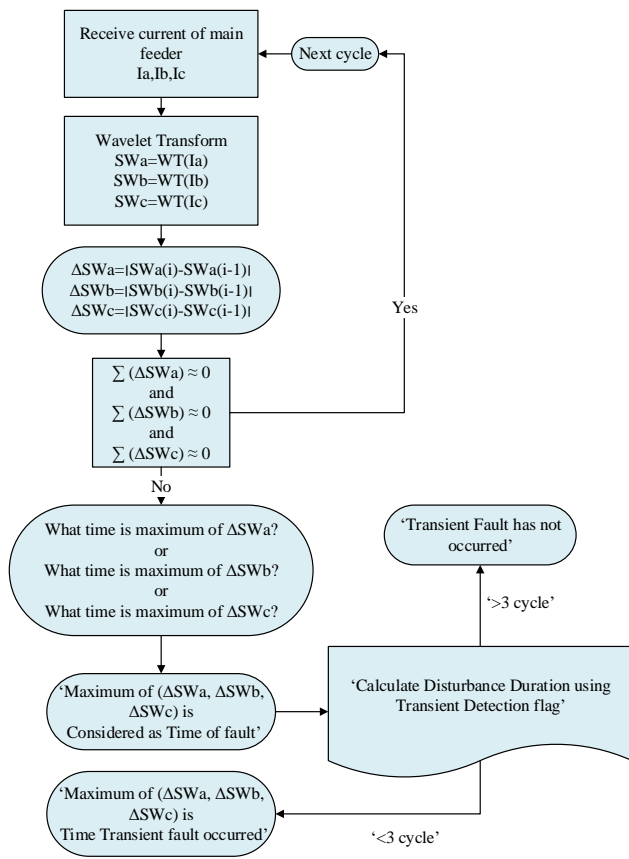 Receive current of main
feeder
Ia,Ib,Ic
Next cycle
Wavelet Transform
SWa=WT(Ia)
SWb=WT(Ib)
SWc=WT(Ic)
ΔSWa=|SWa(i)-SWa(i-1)|
ΔSWb=|SWb(i)-SWb(i-1)|
ΔSWc=|SWc(i)-SWc(i-1)|
Yes
∑ (ΔSWa) ≈ 0
and
∑ (ΔSWb) ≈ 0
and
∑ (ΔSWc) ≈ 0
No
What time is maximum of ΔSWa?
or
What time is maximum of ΔSWb?
or
What time is maximum of ΔSWc?
‘Transient Fault has not
occurred’
‘>3 cycle’
‘Maximum of (ΔSWa, ΔSWb,
ΔSWc) is
Considered as Time of fault’
‘Calculate Disturbance Duration using
Transient Detection flag’
‘Maximum of (ΔSWa, ΔSWb,
ΔSWc) is
Time Transient fault occurred’
‘<3 cycle’